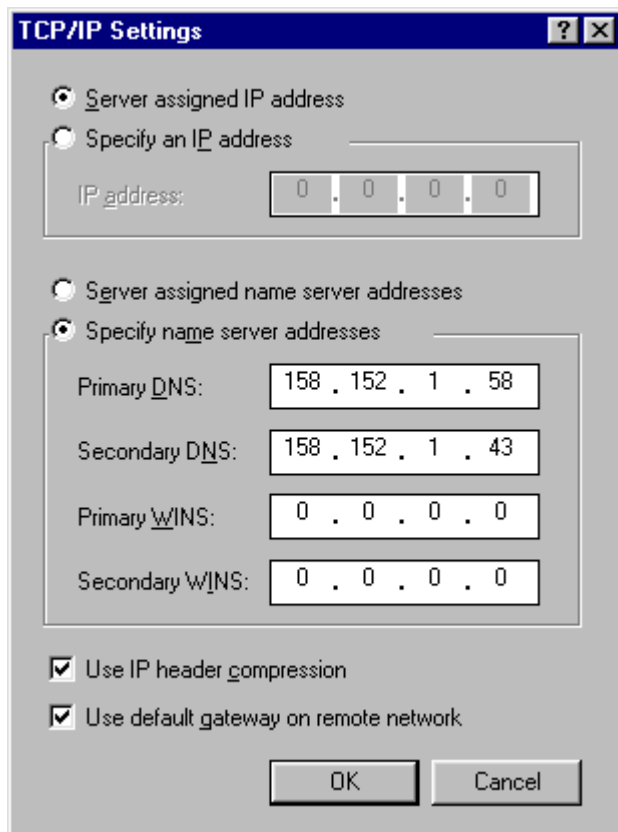 TCP/IP Settings
Server assigned IP address
Specify an IP address
IP address: 0 . 0 . 0 . 0
Server assigned name server addresses
Specify name server addresses
Primary DNS: 158 . 152 . 1 . 58
Secondary DNS: 158 . 152 . 1 . 43
Primary WINS: 0 . 0 . 0 . 0
Secondary WINS: 0 . 0 . 0 . 0
Use IP header compression
Use default gateway on remote network
OK Cancel